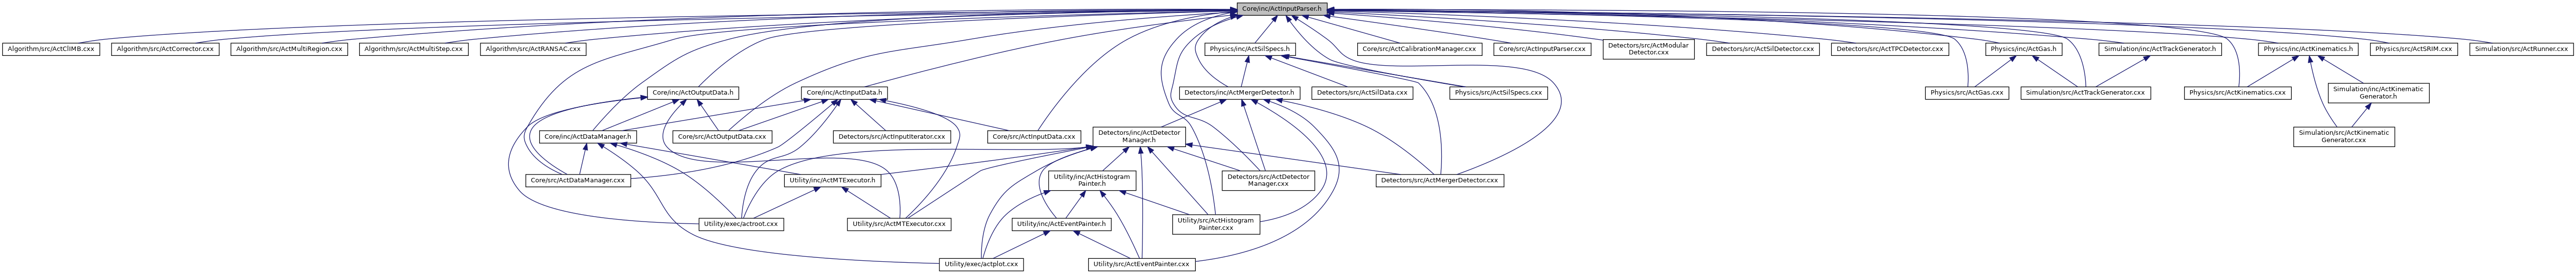 Core/inc/ActInputParser.h
Algorithm/src/ActCliMB.cxx
Algorithm/src/ActCorrector.cxx
Algorithm/src/ActMultiRegion.cxx
Algorithm/src/ActMultiStep.cxx
Algorithm/src/ActRANSAC.cxx
Physics/inc/ActSilSpecs.h
Core/src/ActCalibrationManager.cxx
Core/src/ActInputParser.cxx
Detectors/src/ActModular
Detector.cxx
Detectors/src/ActSilDetector.cxx
Detectors/src/ActTPCDetector.cxx
Physics/inc/ActGas.h
Simulation/inc/ActTrackGenerator.h
Physics/inc/ActKinematics.h
Physics/src/ActSRIM.cxx
Simulation/src/ActRunner.cxx
Core/inc/ActOutputData.h
Core/inc/ActInputData.h
Detectors/inc/ActMergerDetector.h
Detectors/src/ActSilData.cxx
Physics/src/ActSilSpecs.cxx
Physics/src/ActGas.cxx
Simulation/src/ActTrackGenerator.cxx
Physics/src/ActKinematics.cxx
Simulation/inc/ActKinematic
Generator.h
Core/inc/ActDataManager.h
Core/src/ActOutputData.cxx
Detectors/src/ActInputIterator.cxx
Core/src/ActInputData.cxx
Detectors/inc/ActDetector
Manager.h
Simulation/src/ActKinematic
Generator.cxx
Core/src/ActDataManager.cxx
Utility/inc/ActMTExecutor.h
Utility/inc/ActHistogram
Painter.h
Detectors/src/ActDetector
Manager.cxx
Detectors/src/ActMergerDetector.cxx
Utility/exec/actroot.cxx
Utility/src/ActMTExecutor.cxx
Utility/inc/ActEventPainter.h
Utility/src/ActHistogram
Painter.cxx
Utility/exec/actplot.cxx
Utility/src/ActEventPainter.cxx